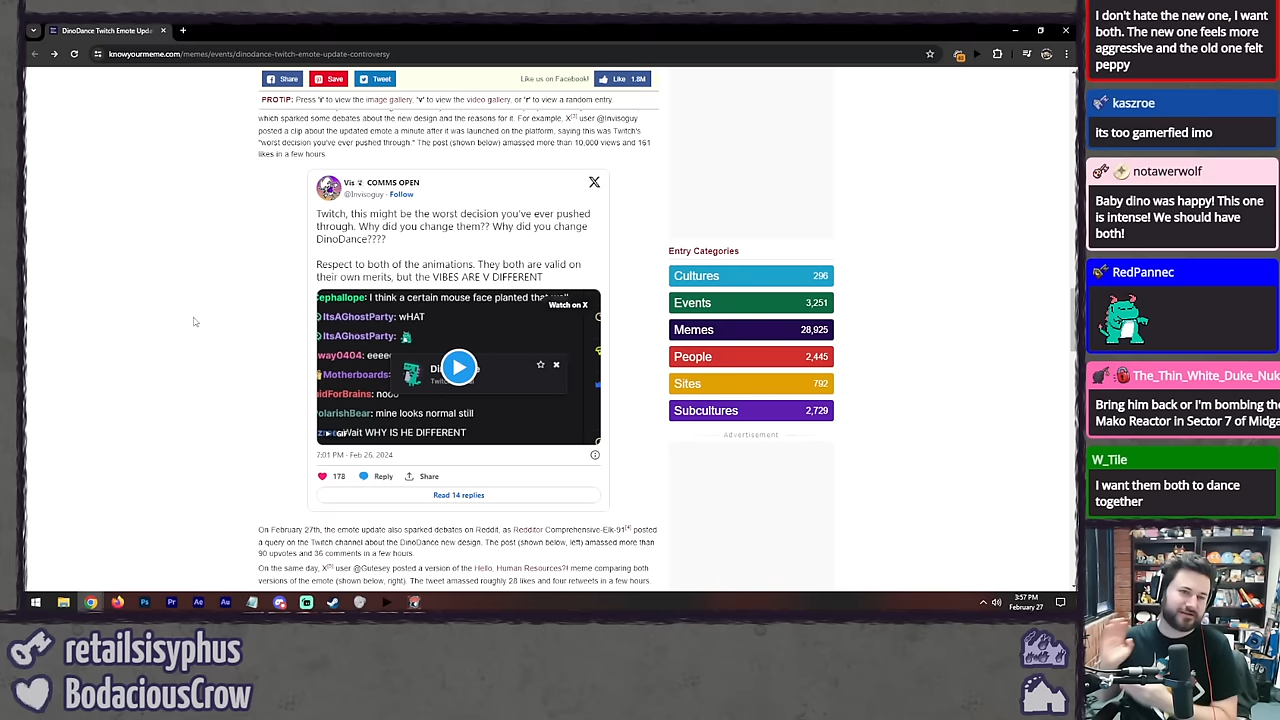 DinoDance Twitch Emote Upda
knowyourmeme.com/memes/events/dinodance-twitch-emote-update-controversy
Share
Save
Tweet
Like us on Facebook!
Like 1.8M
PROTIP: Press 'i' to view the image gallery, 'v' to view the video gallery, or 'r' to view a random entry.
which sparked some debates about the new design and the reasons for it. For example, X[2] user @Invisoguy
posted a clip about the updated emote a minute after it was launched on the platform, saying this was Twitch's
"worst decision you've ever pushed through." The post (shown below) amassed more than 10,000 views and 161
likes in a few hours.
Vis COMMS OPEN
@Invisoguy · Follow
Twitch, this might be the worst decision you've ever pushed
through. Why did you change them?? Why did you change
DinoDance????
Respect to both of the animations. They both are valid on
their own merits, but the VIBES ARE V DIFFERENT
Cephallope: I think a certain mouse face planted that well
Watch on X
ItsAGhostParty: wHAT
ItsAGhostParty:
way0404: eeee
Motherboards:
aidForBrains: nooo
PolarishBear: mine looks normal still
Wait WHY IS HE DIFFERENT
7:01 PM · Feb 26, 2024
178
Reply
Share
Read 14 replies
On February 27th, the emote update also sparked debates on Reddit, as Redditor Comprehensive-Elk-91[4] posted
a query on the Twitch channel about the DinoDance new design. The post (shown below, left) amassed more than
90 upvotes and 36 comments in a few hours.
On the same day, X[5] user @Gutesey posted a version of the Hello, Human Resources?! meme comparing both
versions of the emote (shown below, right). The tweet amassed roughly 28 likes and four retweets in a few hours.
Entry Categories
Cultures 296
Events 3,251
Memes 28,925
People 2,445
Sites 792
Subcultures 2,729
Advertisement
3:57 PM
February 27
I don't hate the new one, i want
both. The new one feels more
aggressive and the old one felt
peppy
kaszroe
its too gamerfied imo
notawerwolf
Baby dino was happy! This one
is intense! We should have
both!
RedPannec
The_Thin_White_Duke_Nuk
Bring him back or I'm bombing the
Mako Reactor in Sector 7 of Midga
W_Tile
I want them both to dance
together
retailsisyphus
BodaciousCrow